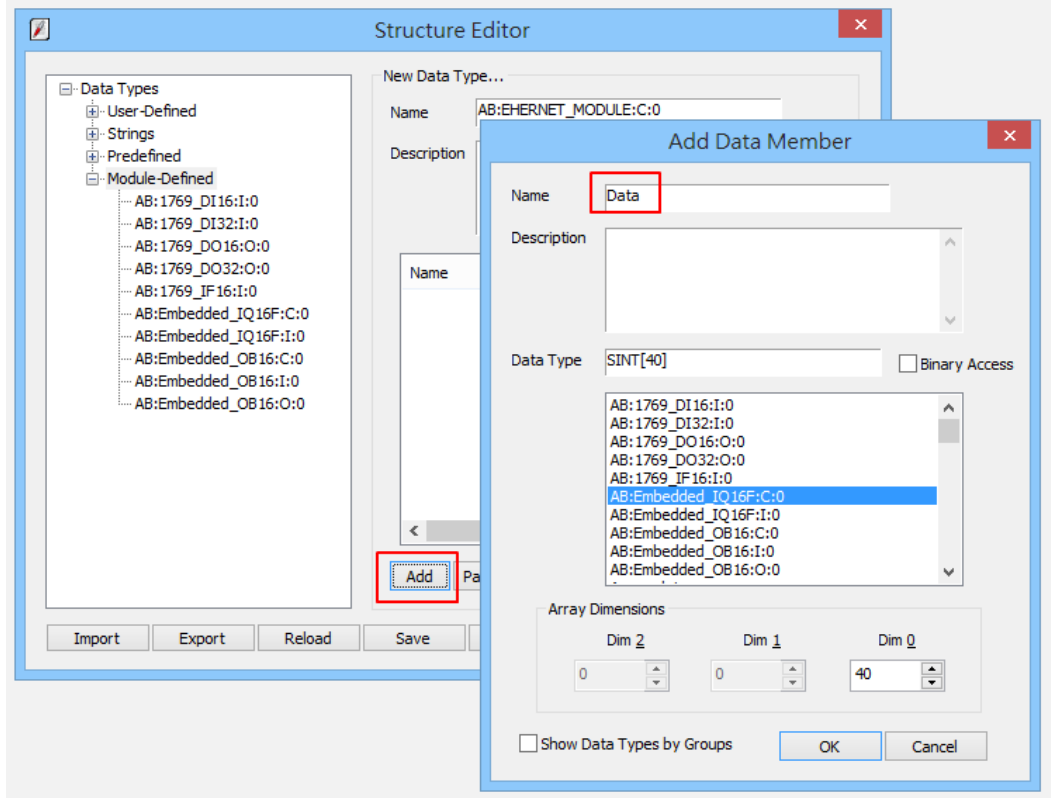 Structure Editor
Data Types
User-Defined
Strings
Predefined
Module-Defined
AB:1769_DI16:I:0
AB:1769_DI32:I:0
AB:1769_DO16:O:0
AB:1769_DO32:O:0
AB:1769_IF16:I:0
AB:Embedded_IQ16F:C:0
AB:Embedded_IQ16F:I:0
AB:Embedded_OB16:C:0
AB:Embedded_OB16:I:0
AB:Embedded_OB16:O:0
New Data Type...
Name AB:EHERNET_MODULE:C:0
Description
Name
Add Pa
Import Export Reload Save
Add Data Member
Name Data
Description
Data Type SINT[40] Binary Access
AB:1769_DI16:I:0
AB:1769_DI32:I:0
AB:1769_DO16:O:0
AB:1769_DO32:O:0
AB:1769_IF16:I:0
AB:Embedded_IQ16F:C:0
AB:Embedded_IQ16F:I:0
AB:Embedded_OB16:C:0
AB:Embedded_OB16:I:0
AB:Embedded_OB16:O:0
Array Dimensions
Dim 2 Dim 1 Dim 0
0 0 40
Show Data Types by Groups OK Cancel